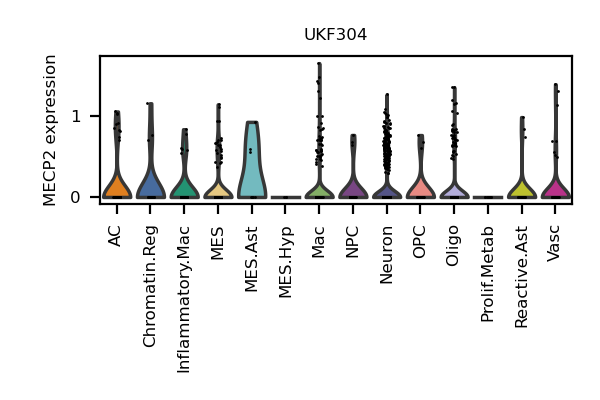 UKF304
MECP2 expression
1
0
AC
Chromatin.Reg
Inflammatory.Mac
MES
MES.Ast
MES.Hyp
Mac
NPC
Neuron
OPC
Oligo
Prolif.Metab
Reactive.Ast
Vasc